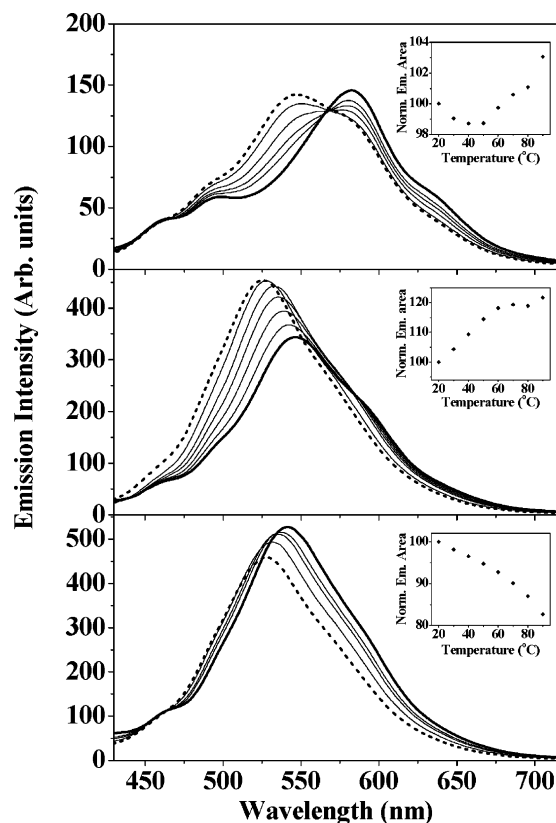 Emission Intensity (Arb. units)
200
150
100
50
0
Norm. Em. Area
104
102
100
98
20 40 60 80
Temperature (°C)
400
300
200
100
0
Norm. Em. area
120
110
100
20 40 60 80
Temperature (°C)
500
400
300
200
100
0
Norm. Em. Area
100
90
80
20 40 60 80
Temperature (°C)
450 500 550 600 650 700
Wavelength (nm)